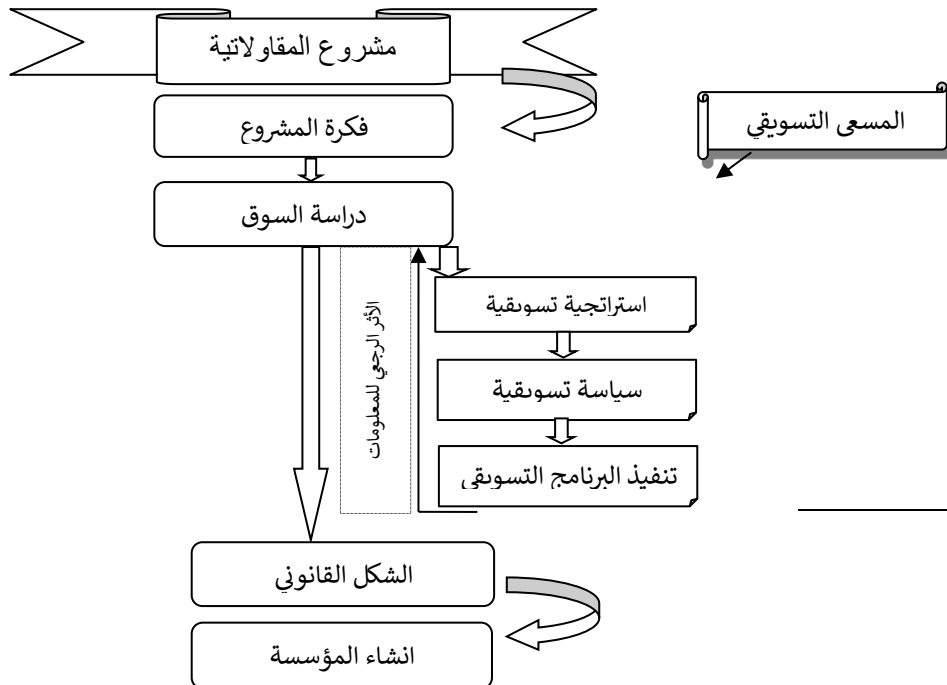 مشروع المقاولاتية
فكرة المشروع
المسعى التسويقي
دراسة السوق
استراتجية تسويقية
الأثر الرجعي للمعلومات
سياسة تسويقية
تنفيذ البرنامج التسويقي
الشكل القانوني
انشاء المؤسسة